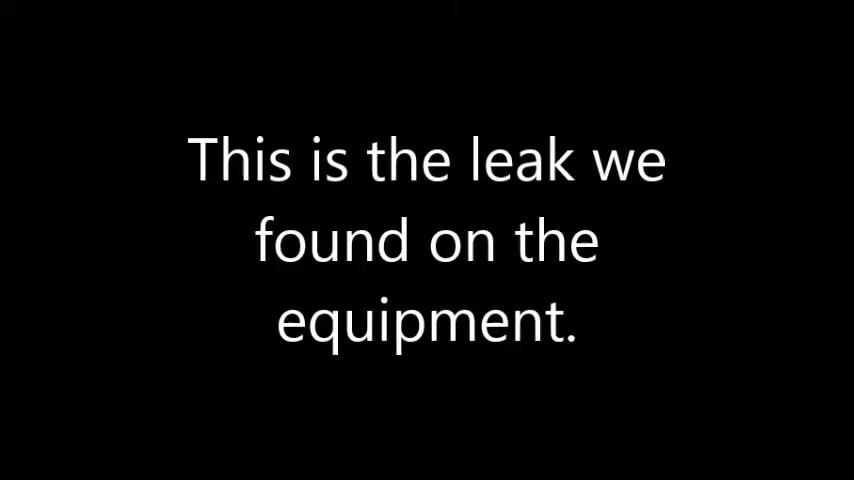 This is the leak we
found on the
equipment.